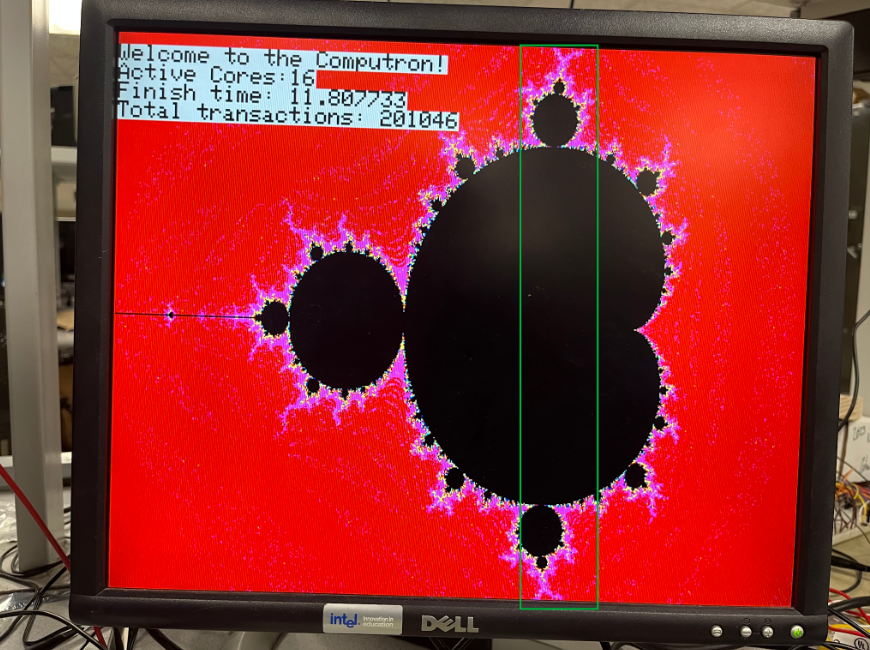 Welcome to the Computron!
Active Cores:16
Finish time: 11.807733
Total transactions: 201046
intel. innovation in education
DELL